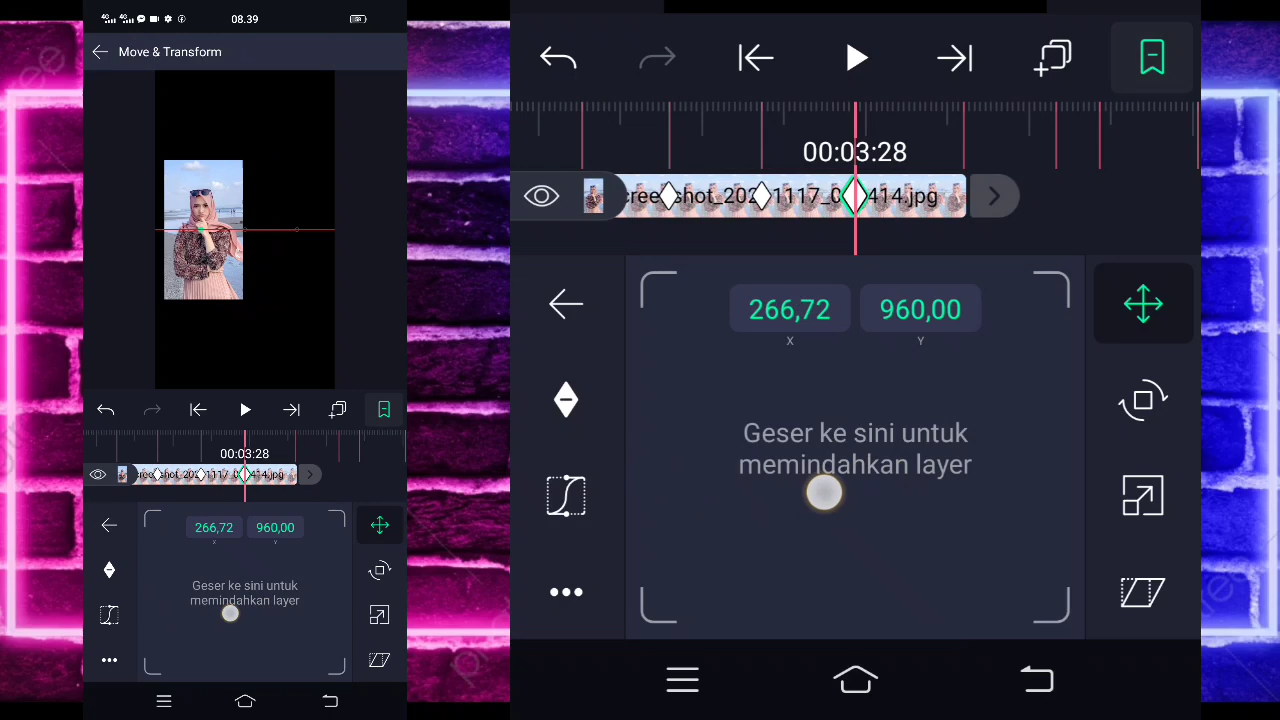 08.39
Move & Transform
00:03:28
266,72
960,00
X
Y
Geser ke sini untuk
memindahkan layer
00:03:28
414.jpg
266,72
960,00
X
Y
Geser ke sini untuk
memindahkan layer